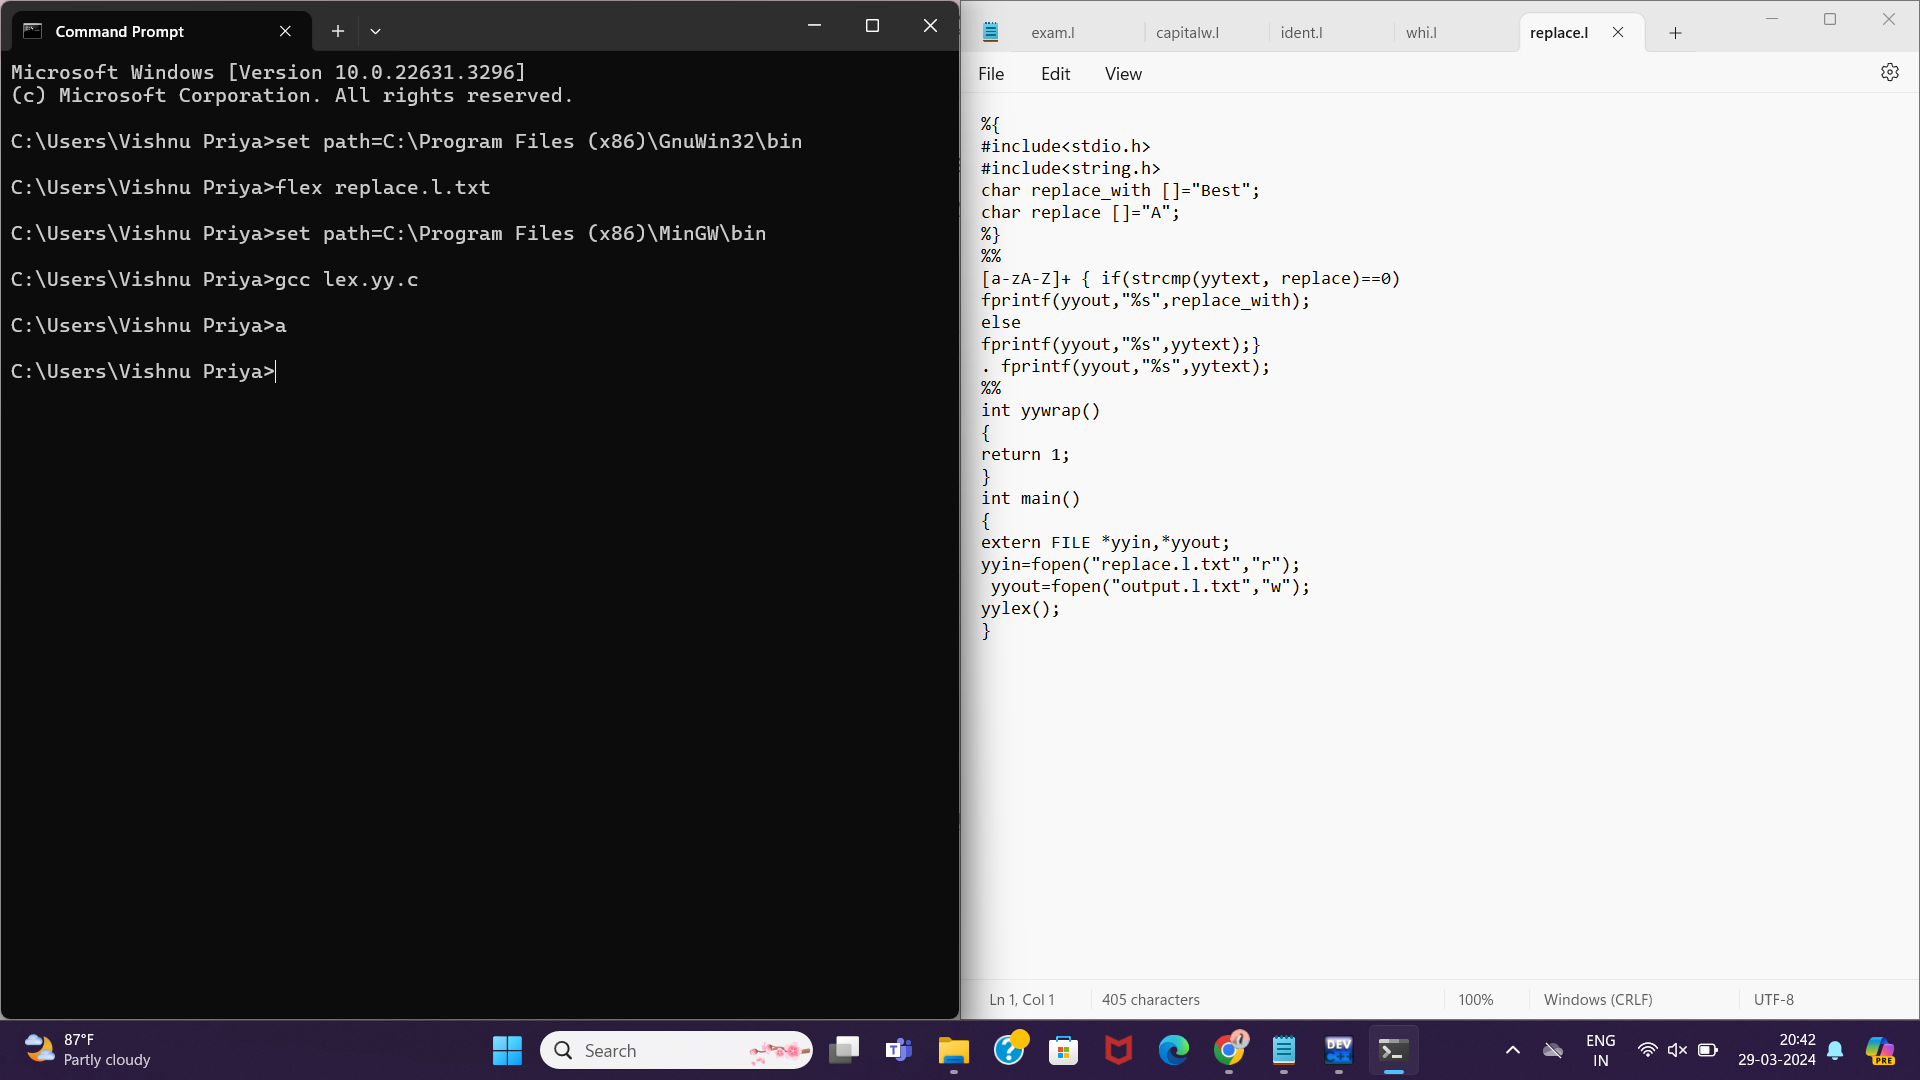 Command Prompt
Microsoft Windows [Version 10.0.22631.3296]
(c) Microsoft Corporation. All rights reserved.
C:\Users\Vishnu Priya>set path=C:\Program Files (x86)\GnuWin32\bin
C:\Users\Vishnu Priya>flex replace.l.txt
C:\Users\Vishnu Priya>set path=C:\Program Files (x86)\MinGW\bin
C:\Users\Vishnu Priya>gcc lex.yy.c
C:\Users\Vishnu Priya>a
C:\Users\Vishnu Priya>
exam.l capitalw.l ident.l whi.l replace.l
File Edit View
%{
#include<stdio.h>
#include<string.h>
char replace_with []="Best";
char replace []="A";
%}
%%
[a-zA-Z]+ { if(strcmp(yytext, replace)==0)
fprintf(yyout,"%s",replace_with);
else
fprintf(yyout,"%s",yytext);}
. fprintf(yyout,"%s",yytext);
%%
int yywrap()
{
return 1;
}
int main()
{
extern FILE *yyin,*yyout;
yyin=fopen("replace.l.txt","r");
 yyout=fopen("output.l.txt","w");
yylex();
}
Ln 1, Col 1 405 characters 100% Windows (CRLF) UTF-8
87°F
Partly cloudy
Search
DEV
C++
ENG
IN
20:42
29-03-2024
PRE